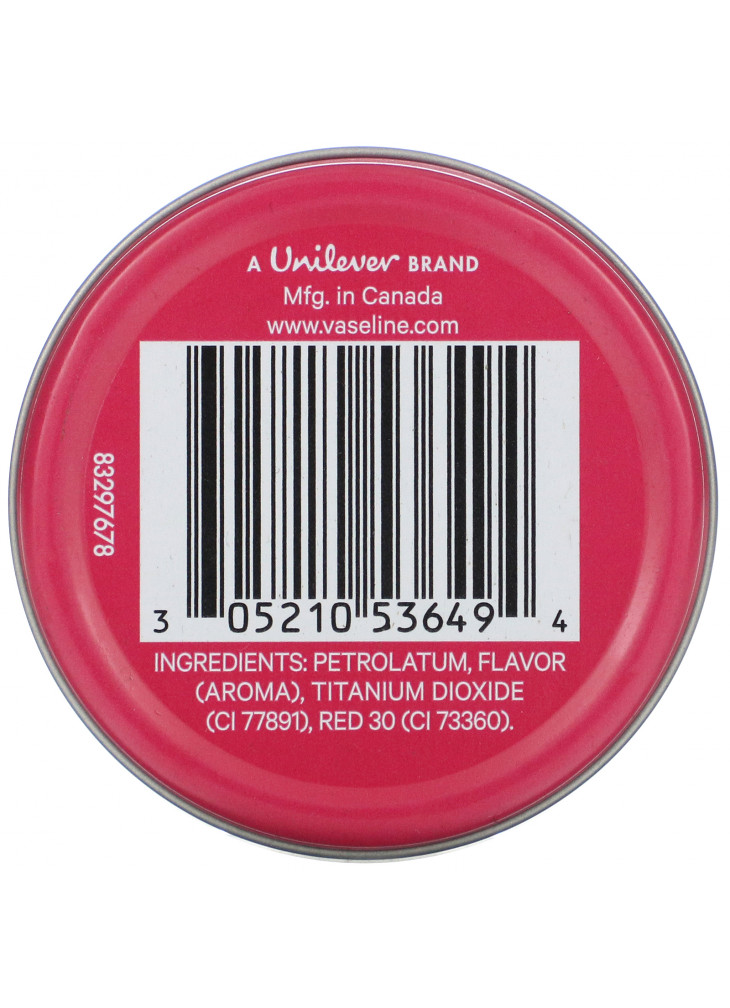 A Unilever BRAND
Mfg. in Canada
www.vaseline.com
83297678
3 05210 53649 4
INGREDIENTS: PETROLATUM, FLAVOR
(AROMA), TITANIUM DIOXIDE
(CI 77891), RED 30 (CI 73360).